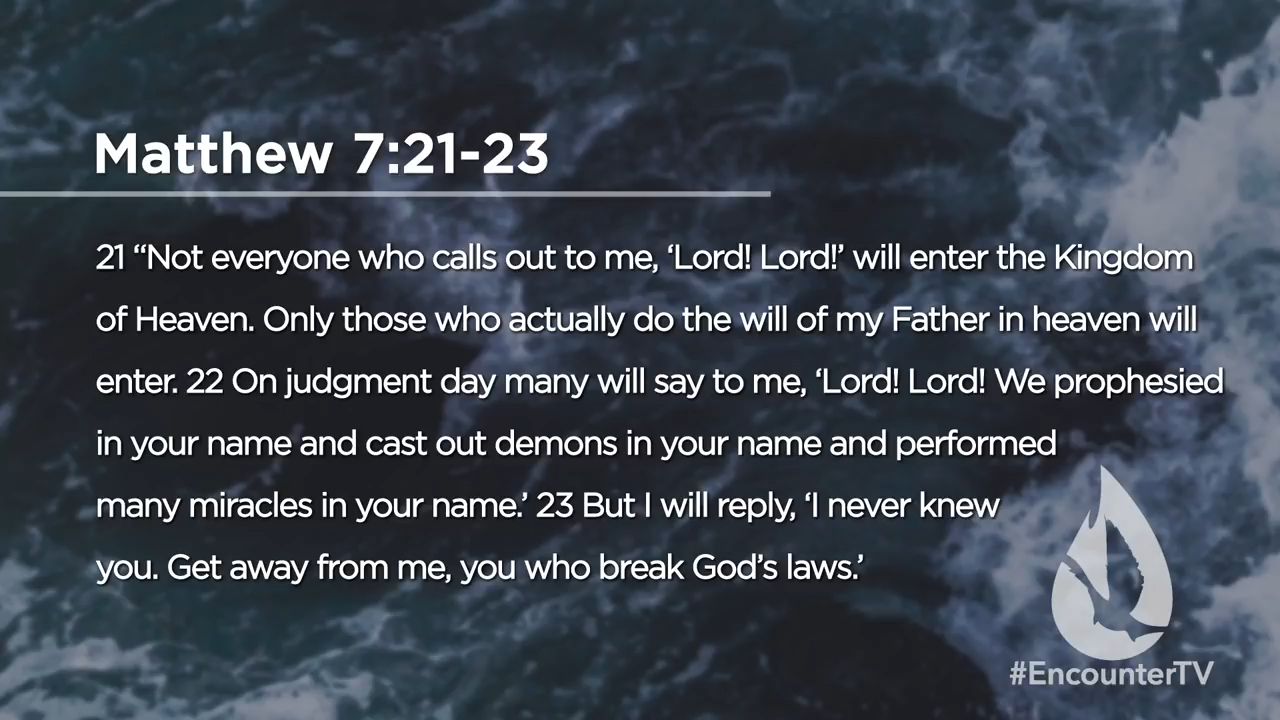 Matthew 7:21-23
21 “Not everyone who calls out to me, ‘Lord! Lord!’ will enter the Kingdom
of Heaven. Only those who actually do the will of my Father in heaven will
enter. 22 On judgment day many will say to me, ‘Lord! Lord! We prophesied
in your name and cast out demons in your name and performed
many miracles in your name.’ 23 But I will reply, ‘I never knew
you. Get away from me, you who break God’s laws.’
#EncounterTV